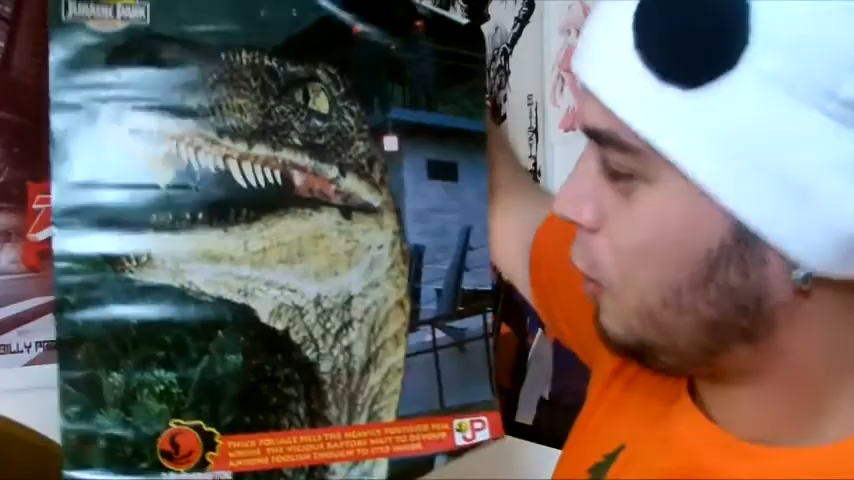 JURASSIC PARK
THICK FOLIAGE FILLS THE HEAVILY FORTIFIED PEN,
WHERE THE VICIOUS RAPTORS WAIT TO DEVOUR
ANYONE FOOLISH ENOUGH TO STEP INSIDE.
JP
BILLY